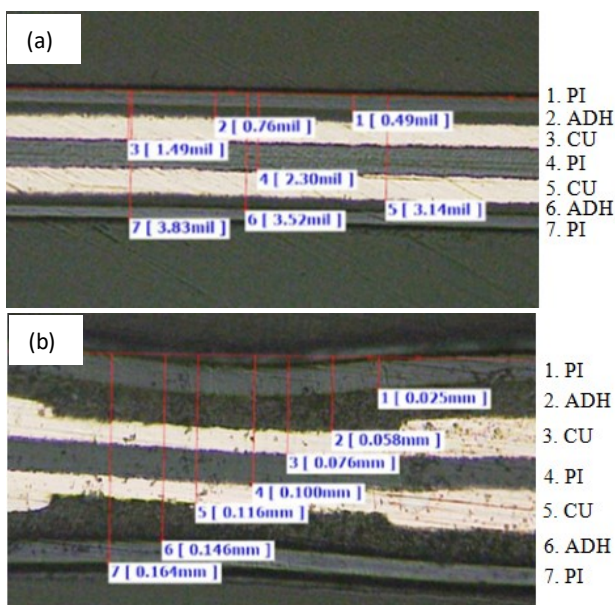 (a)
1 [ 0.49mil ]
2 [ 0.76mil ]
3 [ 1.49mil ]
4 [ 2.30mil ]
5 [ 3.14mil ]
6 [ 3.52mil ]
7 [ 3.83mil ]
1. PI
2. ADH
3. CU
4. PI
5. CU
6. ADH
7. PI
(b)
1 [ 0.025mm ]
2 [ 0.058mm ]
3 [ 0.076mm ]
4 [ 0.100mm ]
5 [ 0.116mm ]
6 [ 0.146mm ]
7 [ 0.164mm ]
1. PI
2. ADH
3. CU
4. PI
5. CU
6. ADH
7. PI